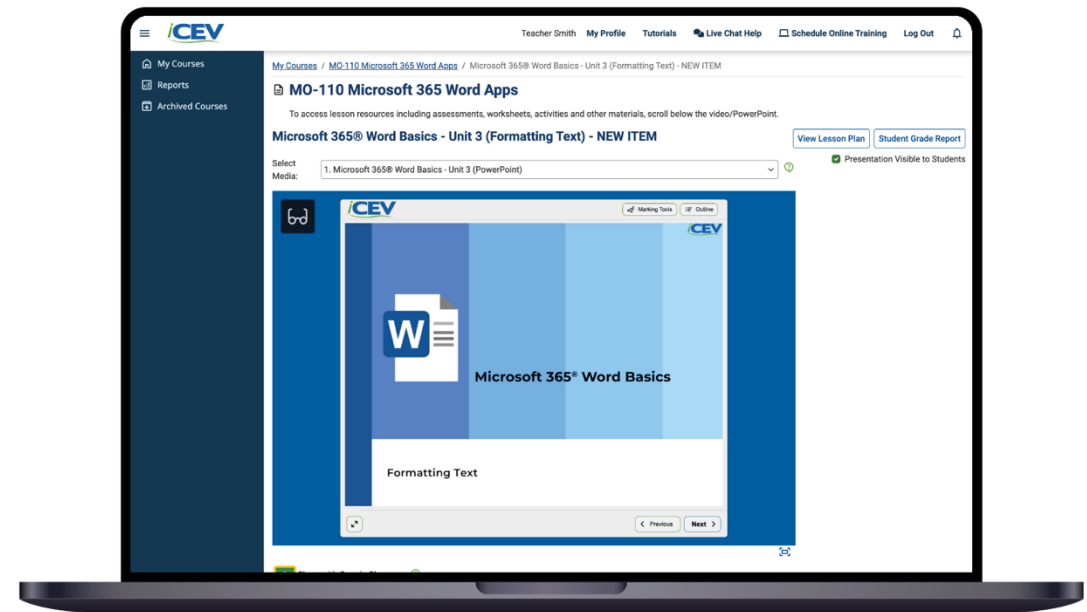 iCEV
Teacher Smith My Profile Tutorials Live Chat Help Schedule Online Training Log Out
My Courses
Reports
Archived Courses
My Courses / MO-110 Microsoft 365 Word Apps / Microsoft 365® Word Basics - Unit 3 (Formatting Text) - NEW ITEM
MO-110 Microsoft 365 Word Apps
To access lesson resources including assessments, worksheets, activities and other materials, scroll below the video/PowerPoint.
Microsoft 365® Word Basics - Unit 3 (Formatting Text) - NEW ITEM
View Lesson Plan Student Grade Report
Presentation Visible to Students
Select
Media:
1. Microsoft 365® Word Basics - Unit 3 (PowerPoint)
iCEV
Marking Tools Outline
iCEV
W
Microsoft 365® Word Basics
Formatting Text
Previous Next